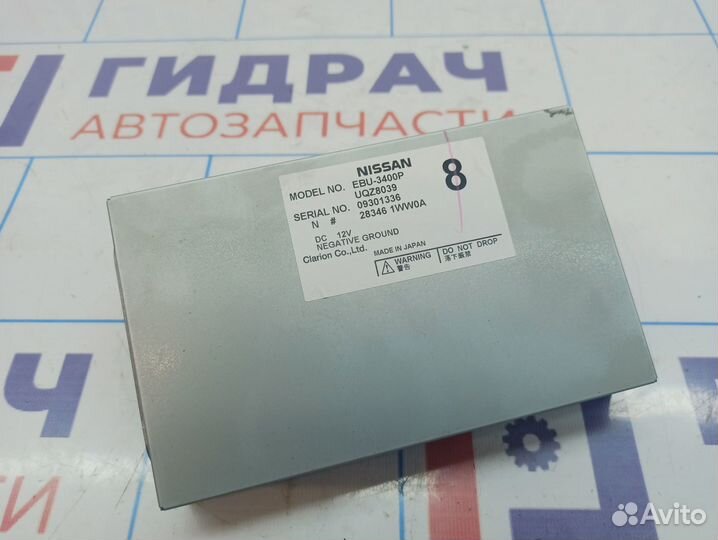 ГИДРАЧ
АВТОЗАПЧАСТИ
NISSAN
MODEL NO. EBU-3400P
UQZ8039
SERIAL NO. 09301336
N # 28346 1WW0A
8
DC 12V
NEGATIVE GROUND
Clarion Co.,Ltd. MADE IN JAPAN
WARNING 警告
DO NOT DROP 落下厳禁
РАЧ
Avito